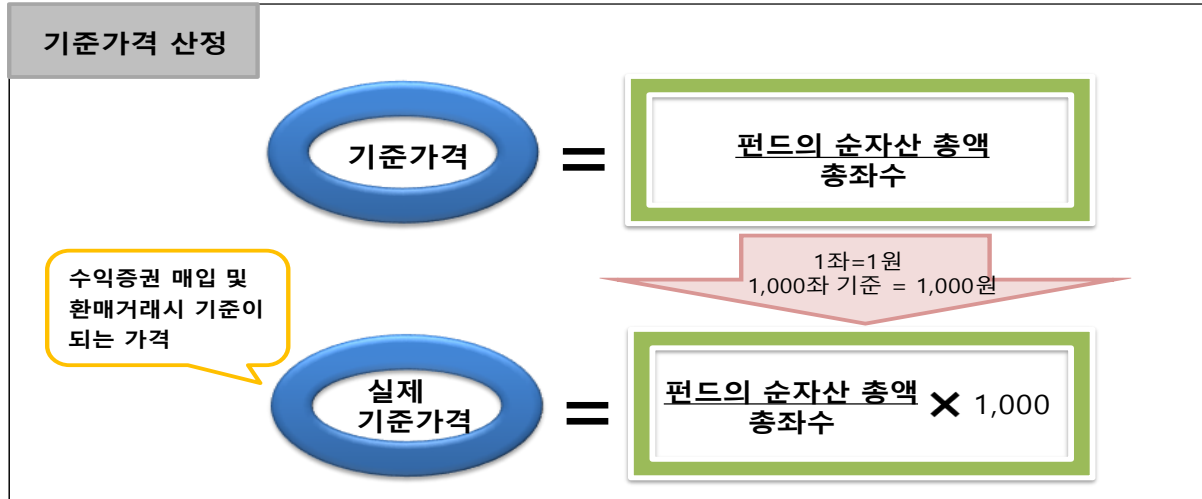 기준가격 산정
기준가격
=
펀드의 순자산 총액
총좌수
1좌=1원
1,000좌 기준 = 1,000원
수익증권 매입 및
환매거래시 기준이
되는 가격
실제
기준가격
=
펀드의 순자산 총액
총좌수
× 1,000